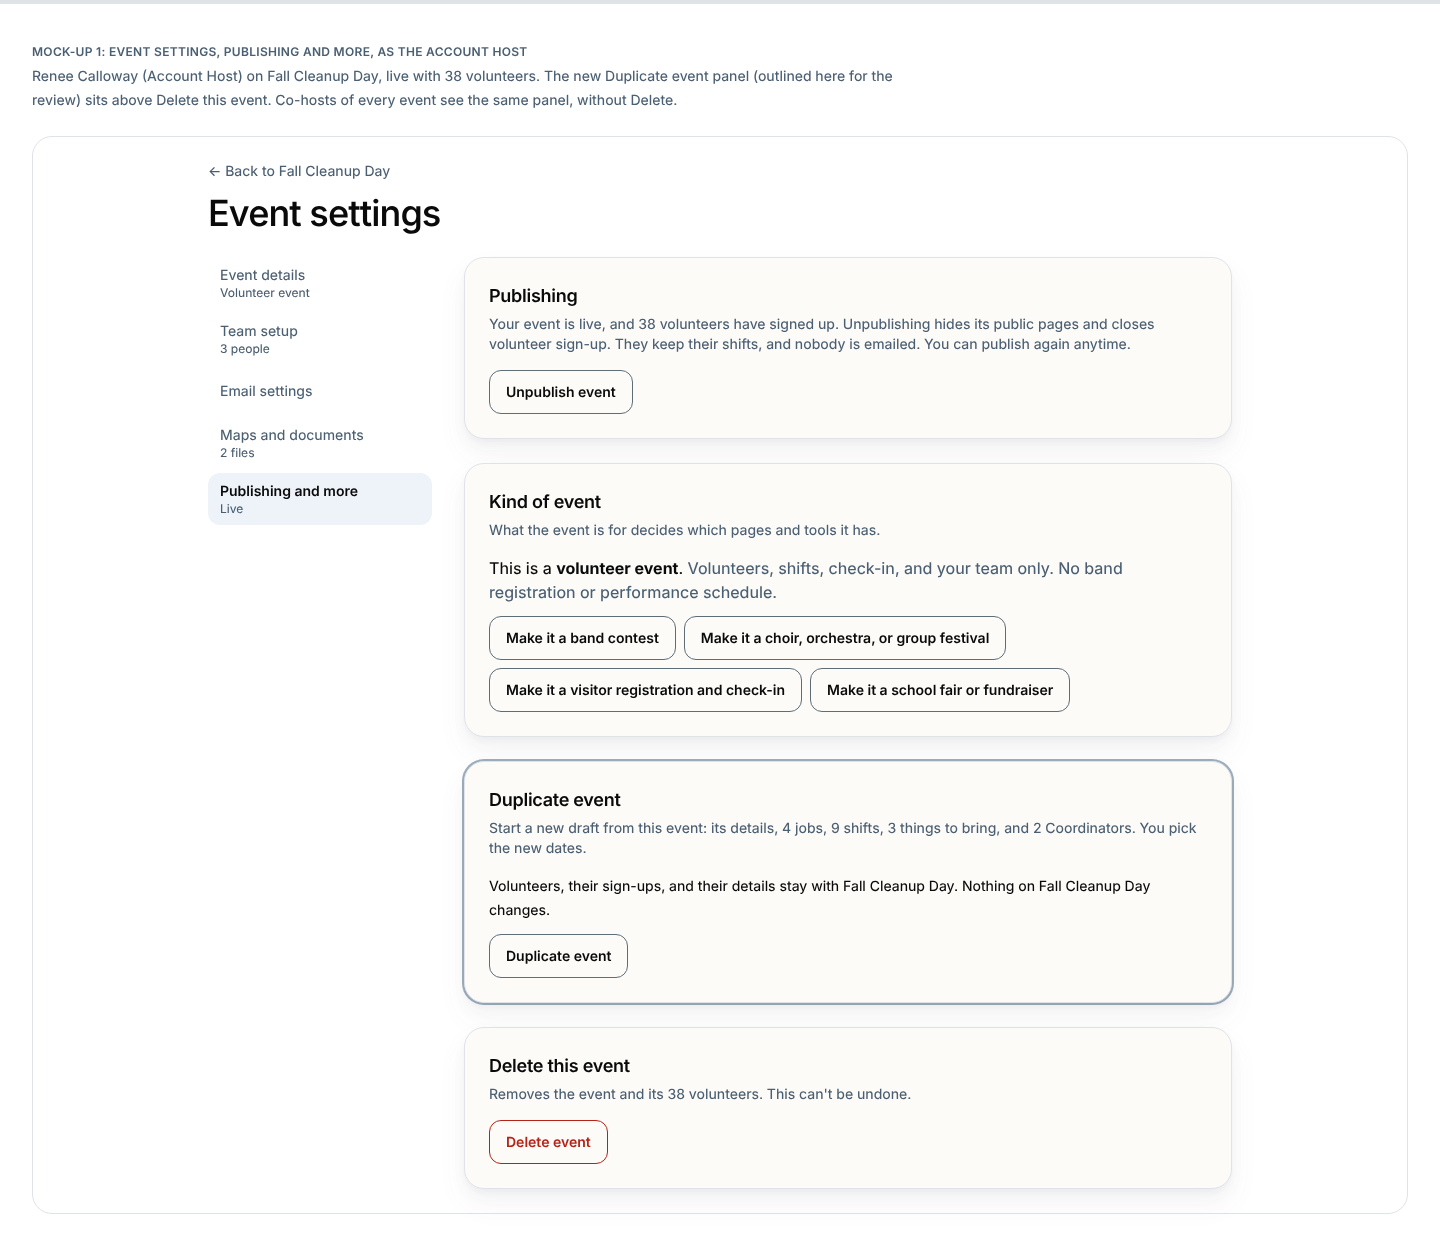 MOCK-UP 1: EVENT SETTINGS, PUBLISHING AND MORE, AS THE ACCOUNT HOST
Renee Calloway (Account Host) on Fall Cleanup Day, live with 38 volunteers. The new Duplicate event panel (outlined here for the
review) sits above Delete this event. Co-hosts of every event see the same panel, without Delete.
← Back to Fall Cleanup Day
Event settings
Event details
Volunteer event
Team setup
3 people
Email settings
Maps and documents
2 files
Publishing and more
Live
Publishing
Your event is live, and 38 volunteers have signed up. Unpublishing hides its public pages and closes
volunteer sign-up. They keep their shifts, and nobody is emailed. You can publish again anytime.
Unpublish event
Kind of event
What the event is for decides which pages and tools it has.
This is a volunteer event. Volunteers, shifts, check-in, and your team only. No band
registration or performance schedule.
Make it a band contest
Make it a choir, orchestra, or group festival
Make it a visitor registration and check-in
Make it a school fair or fundraiser
Duplicate event
Start a new draft from this event: its details, 4 jobs, 9 shifts, 3 things to bring, and 2 Coordinators. You pick
the new dates.
Volunteers, their sign-ups, and their details stay with Fall Cleanup Day. Nothing on Fall Cleanup Day
changes.
Duplicate event
Delete this event
Removes the event and its 38 volunteers. This can't be undone.
Delete event